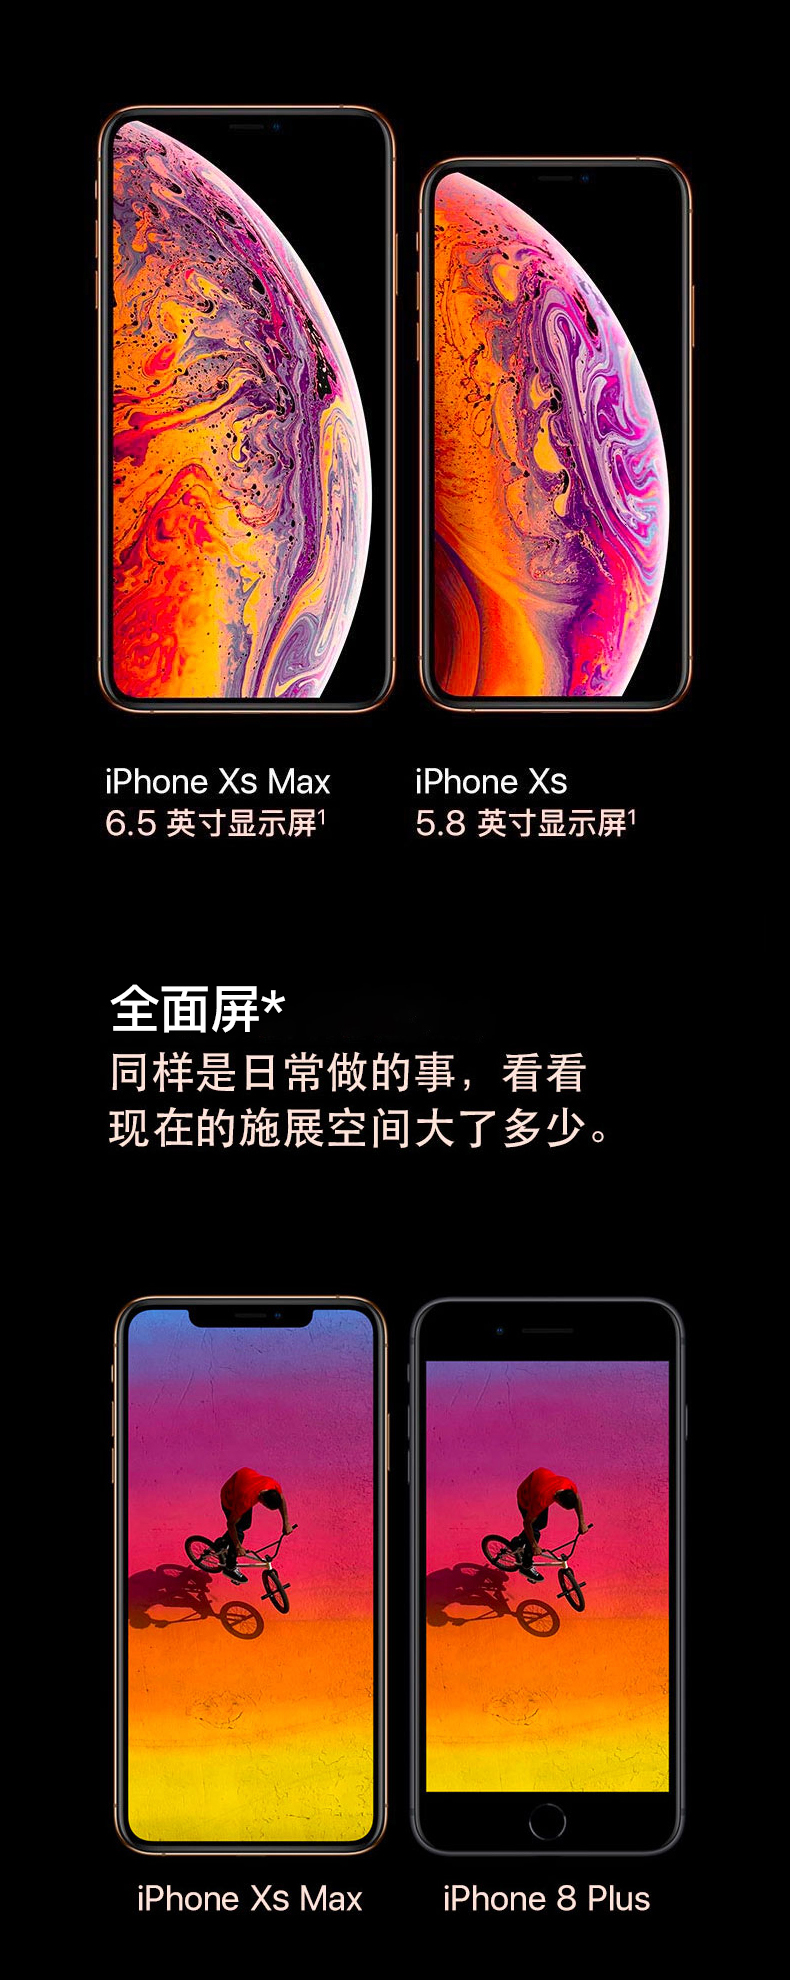 iPhone Xs Max
6.5 英寸显示屏¹
iPhone Xs
5.8 英寸显示屏¹
全面屏*
同样是日常做的事，看看
现在的施展空间大了多少。
iPhone Xs Max
iPhone 8 Plus